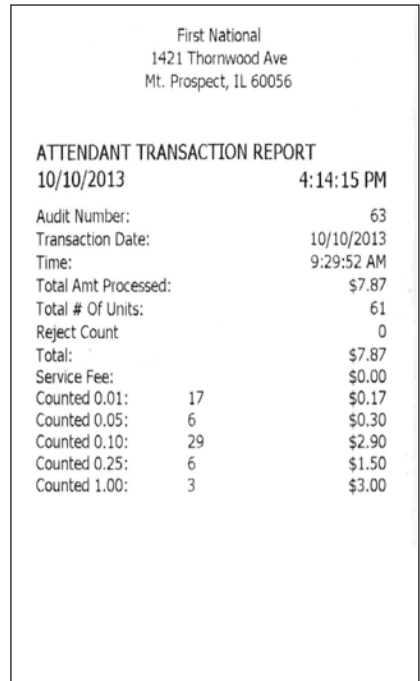 First National
1421 Thornwood Ave
Mt. Prospect, IL 60056
ATTENDANT TRANSACTION REPORT
10/10/2013 4:14:15 PM
Audit Number: 63
Transaction Date: 10/10/2013
Time: 9:29:52 AM
Total Amt Processed: $7.87
Total # Of Units: 61
Reject Count 0
Total: $7.87
Service Fee: $0.00
Counted 0.01: 17 $0.17
Counted 0.05: 6 $0.30
Counted 0.10: 29 $2.90
Counted 0.25: 6 $1.50
Counted 1.00: 3 $3.00